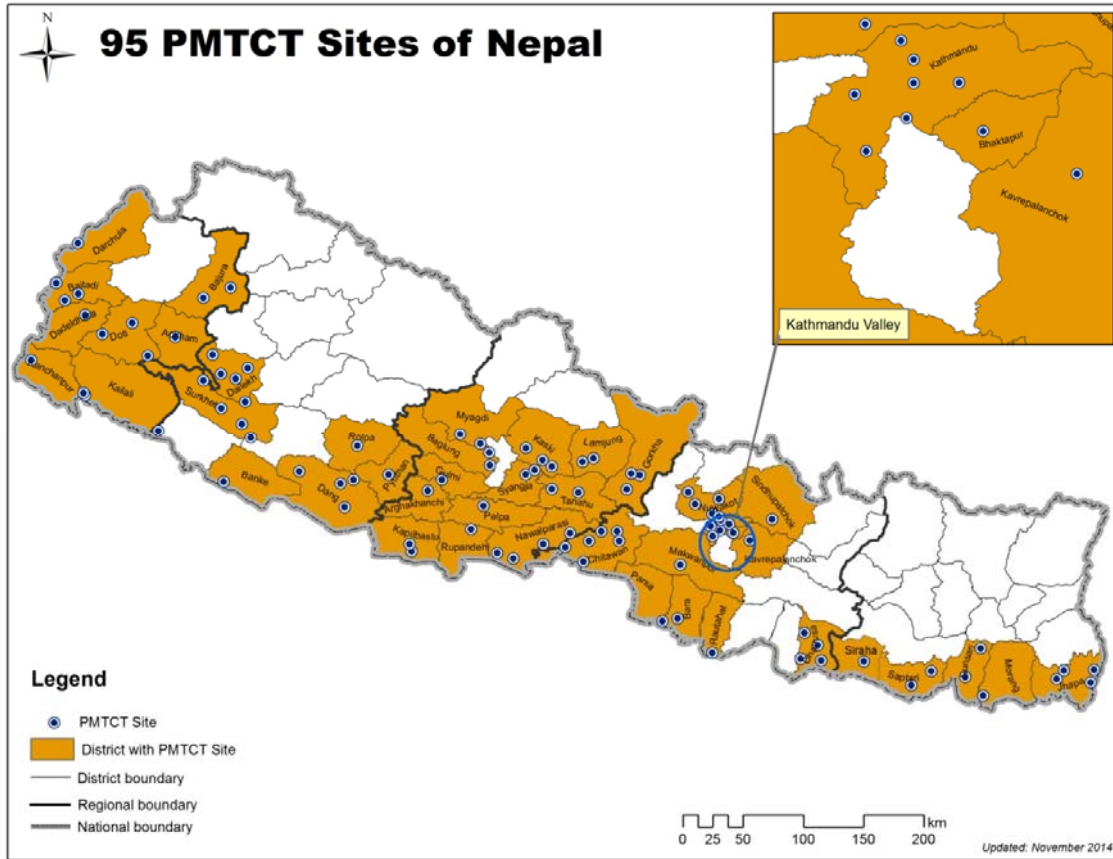 N
95 PMTCT Sites of Nepal
Kathmandu
Bhaktapur
Kavrepalanchok
Kathmandu Valley
Darchula
Bajura
Baitadi
Dadeldhura
Doti
Achham
Kanchanpur
Kailali
Dailekh
Surkhet
Rolpa
Banke
Dang
Pyuthan
Myagdi
Baglung
Kaski
Lamjung
Gorkha
Gulmi
Syangja
Tanahu
Arghakhanchi
Palpa
Kapilbastu
Rupandehi
Nawalparasi
Chitawan
Nuwakot
Sindhupalchok
Kavrepalanchok
Makwanpur
Parsa
Bara
Rautahat
Siraha
Saptari
Sunsari
Morang
Jhapa
Legend
PMTCT Site
District with PMTCT Site
District boundary
Regional boundary
National boundary
km
0 25 50 100 150 200
Updated: November 2014